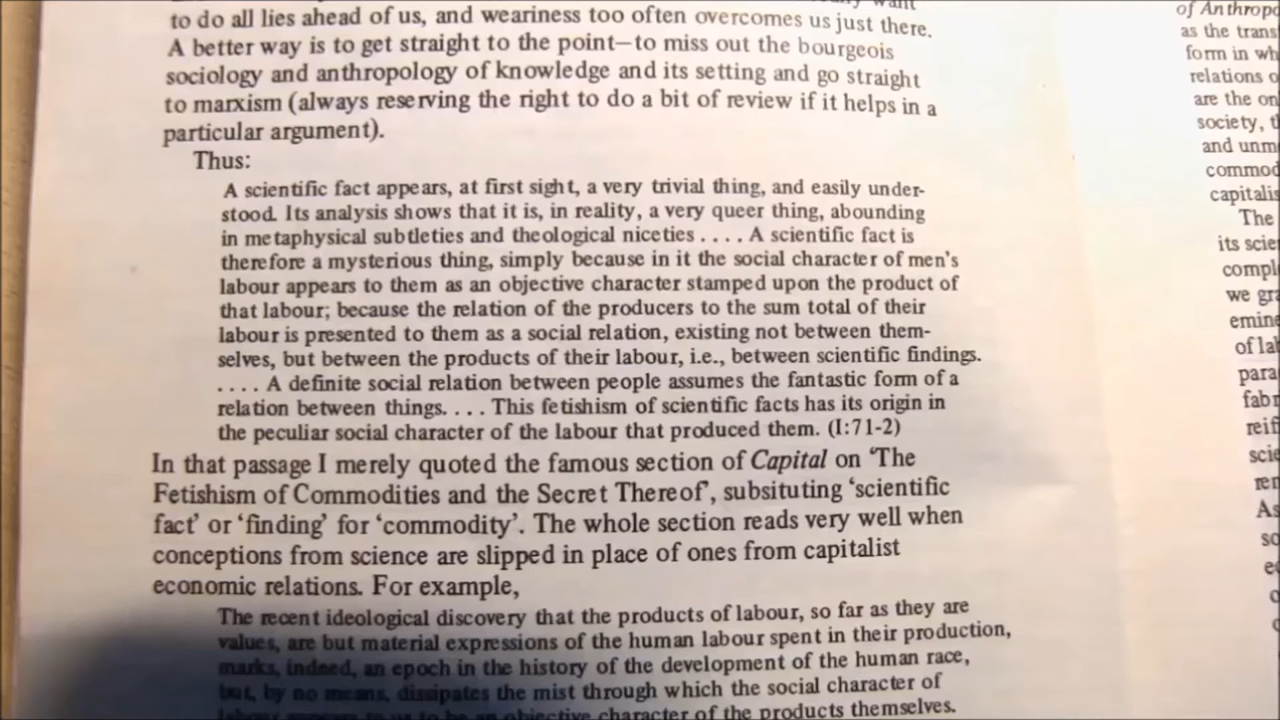 want
to do all lies ahead of us, and weariness too often overcomes us just there.
A better way is to get straight to the point—to miss out the bourgeois
sociology and anthropology of knowledge and its setting and go straight
to marxism (always reserving the right to do a bit of review if it helps in a
particular argument).
Thus:
A scientific fact appears, at first sight, a very trivial thing, and easily under-
stood. Its analysis shows that it is, in reality, a very queer thing, abounding
in metaphysical subtleties and theological niceties . . . . A scientific fact is
therefore a mysterious thing, simply because in it the social character of men's
labour appears to them as an objective character stamped upon the product of
that labour; because the relation of the producers to the sum total of their
labour is presented to them as a social relation, existing not between them-
selves, but between the products of their labour, i.e., between scientific findings.
. . . . A definite social relation between people assumes the fantastic form of a
relation between things. . . . This fetishism of scientific facts has its origin in
the peculiar social character of the labour that produced them. (I:71-2)
In that passage I merely quoted the famous section of Capital on 'The
Fetishism of Commodities and the Secret Thereof', subsituting 'scientific
fact' or 'finding' for 'commodity'. The whole section reads very well when
conceptions from science are slipped in place of ones from capitalist
economic relations. For example,
The recent ideological discovery that the products of labour, so far as they are
values, are but material expressions of the human labour spent in their production,
marks, indeed, an epoch in the history of the development of the human race,
but, by no means, dissipates the mist through which the social character of
labour appears to us to be an objective character of the products themselves.
of Anthropo
as the trans
form in wh
relations o
are the on
society, t
and unm
commod
capitalis
The
its scie
compl
we gra
emine
of lal
para
fabr
reif
scie
ren
As
so